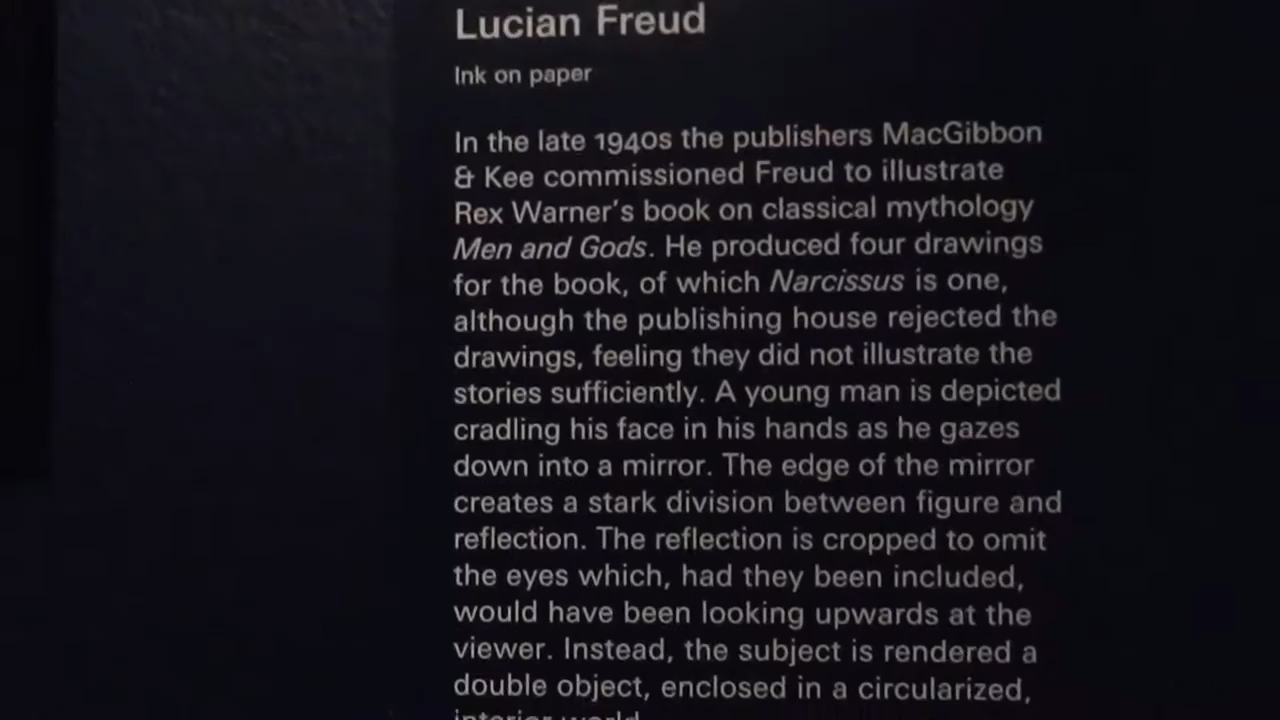 Lucian Freud
Ink on paper
In the late 1940s the publishers MacGibbon
& Kee commissioned Freud to illustrate
Rex Warner's book on classical mythology
Men and Gods. He produced four drawings
for the book, of which Narcissus is one,
although the publishing house rejected the
drawings, feeling they did not illustrate the
stories sufficiently. A young man is depicted
cradling his face in his hands as he gazes
down into a mirror. The edge of the mirror
creates a stark division between figure and
reflection. The reflection is cropped to omit
the eyes which, had they been included,
would have been looking upwards at the
viewer. Instead, the subject is rendered a
double object, enclosed in a circularized,
interior world.